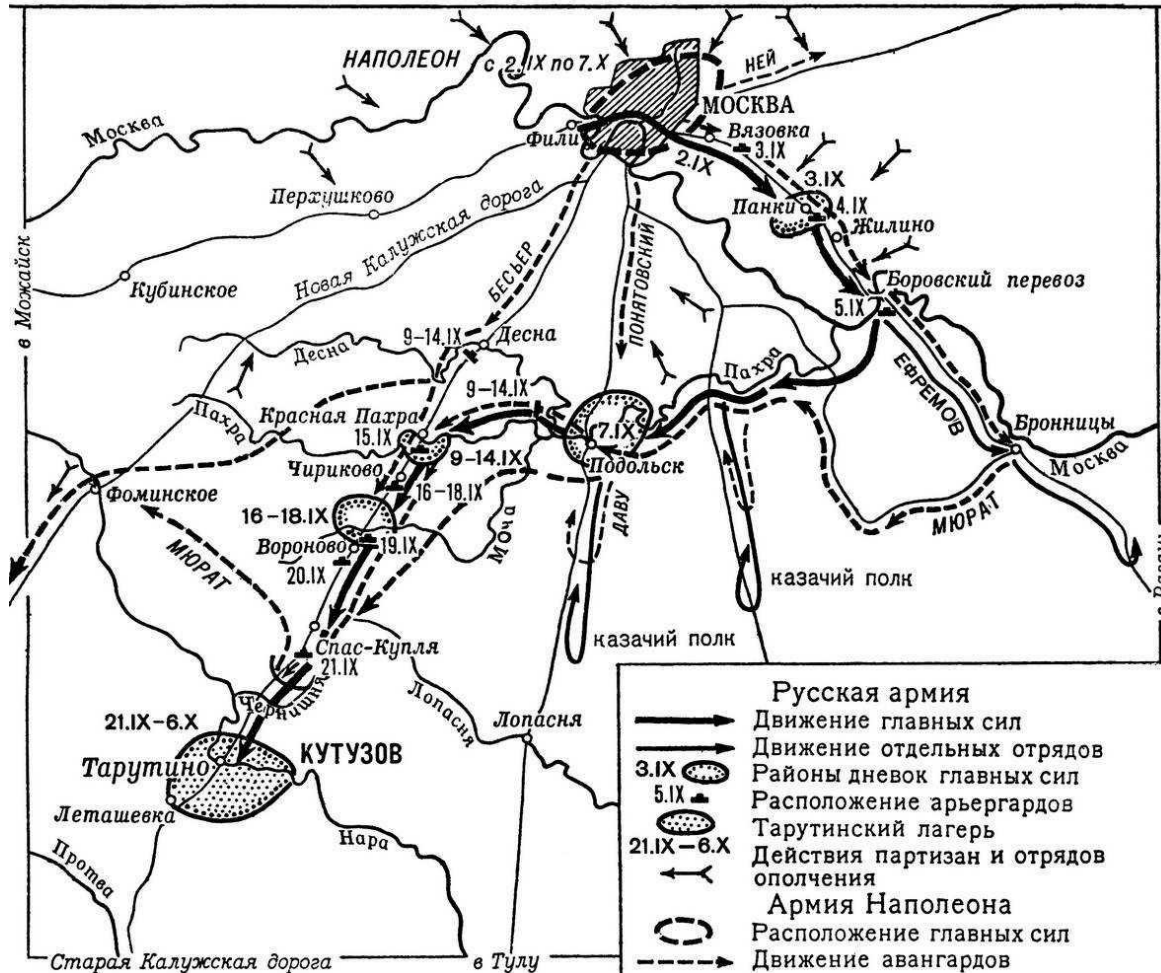 НАПОЛЕОН
с 2.IX по 7.X
НЕЙ
МОСКВА
Москва
Фили
Вязовка
3.IX
2.IX
3.IX
Перхушково
Панки
4.IX
Жилино
Новая Калужская дорога
Кубинское
БЕСЬЕР
ПОНЯТОВСКИЙ
Боровский перевоз
5.IX
в Можайск
9-14.IX
Десна
Десна
Пахра
ЕФРЕМОВ
Пахра
Красная Пахра
9-14.IX
15.IX
7.IX
Бронницы
Москва
9-14.IX
Подольск
Чириково
Фоминское
16-18.IX
ДАВУ
МЮРАТ
16-18.IX
Моча
Вороново
19.IX
20.IX
МЮРАТ
казачий полк
казачий полк
Спас-Купля
21.IX
Чернишня
Лопасня
Лопасня
21.IX-6.X
КУТУЗОВ
Тарутино
Леташевка
Нара
Протва
Старая Калужская дорога
в Тулу
Русская армия
Движение главных сил
Движение отдельных отрядов
3.IX Районы дневок главных сил
5.IX Расположение арьергардов
Тарутинский лагерь
21.IX-6.X
Действия партизан и отрядов
ополчения
Армия Наполеона
Расположение главных сил
Движение авангардов